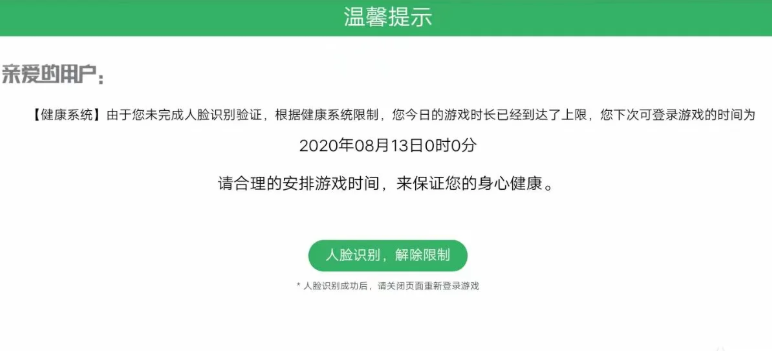 温馨提示
亲爱的用户:
【健康系统】由于您未完成人脸识别验证，根据健康系统限制，您今日的游戏时长已经到达了上限，您下次可登录游戏的时间为
2020年08月13日0时0分
请合理的安排游戏时间，来保证您的身心健康。
人脸识别，解除限制
* 人脸识别成功后，请关闭页面重新登录游戏